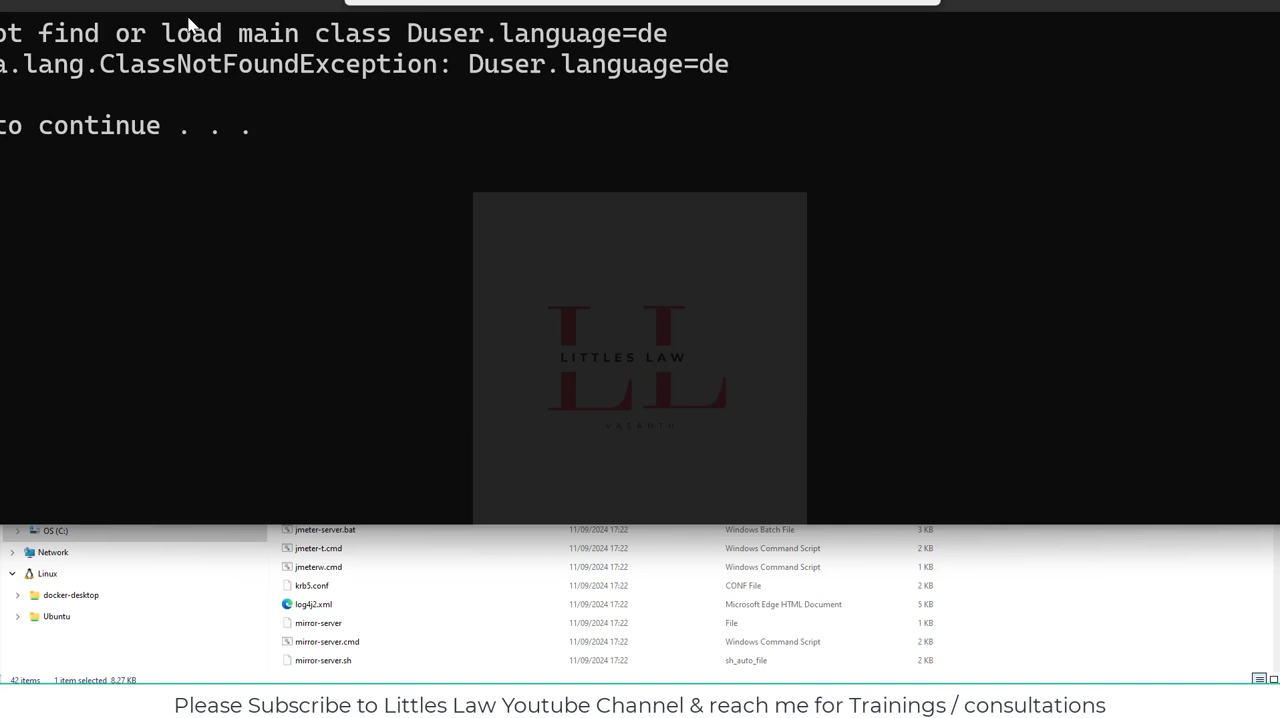 ot find or load main class Duser.language=de
a.lang.ClassNotFoundException: Duser.language=de
to continue . . .
LITTLES LAW
VASANTH
OS (C:)
jmeter-server.bat 11/09/2024 17:22 Windows Batch File 3 KB
Network
jmeter-t.cmd 11/09/2024 17:22 Windows Command Script 2 KB
jmeterw.cmd 11/09/2024 17:22 Windows Command Script 1 KB
Linux
krb5.conf 11/09/2024 17:22 CONF File 2 KB
docker-desktop
log4j2.xml 11/09/2024 17:22 Microsoft Edge HTML Document 5 KB
Ubuntu
mirror-server 11/09/2024 17:22 File 1 KB
mirror-server.cmd 11/09/2024 17:22 Windows Command Script 2 KB
mirror-server.sh 11/09/2024 17:22 sh_auto_file 2 KB
42 items 1 item selected 8.27 KB
Please Subscribe to Littles Law Youtube Channel & reach me for Trainings / consultations